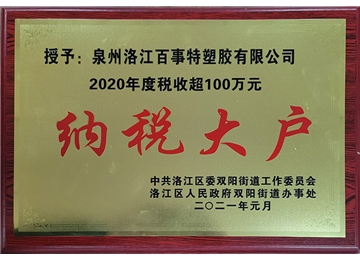 授予：泉州洛江百事特塑胶有限公司
2020年度税收超100万元
纳税大户
中共洛江区委双阳街道工作委员会
洛江区人民政府双阳街道办事处
二〇二一年元月